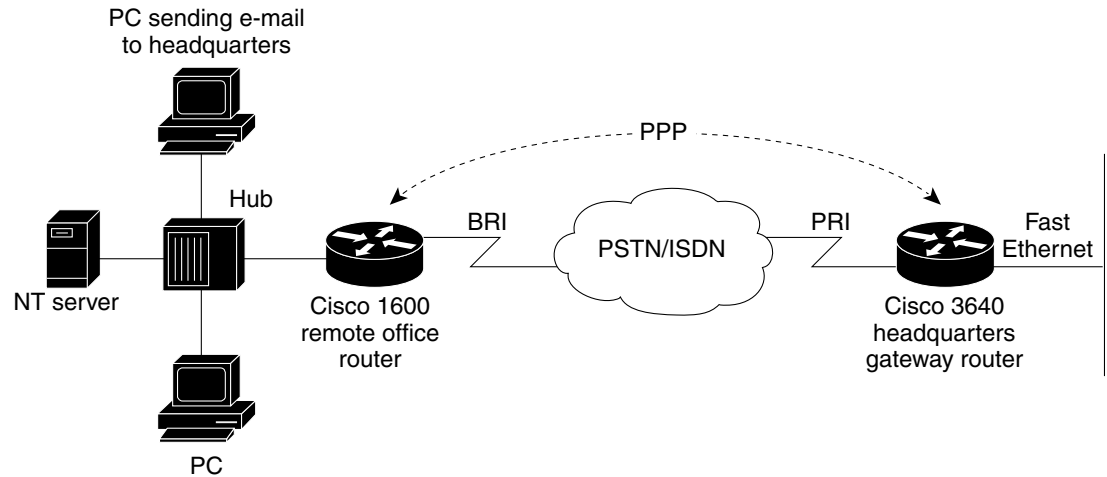 PC sending e-mail
to headquarters
PPP
Hub
BRI
PRI
Fast
Ethernet
PSTN/ISDN
NT server
Cisco 1600
remote office
router
Cisco 3640
headquarters
gateway router
PC